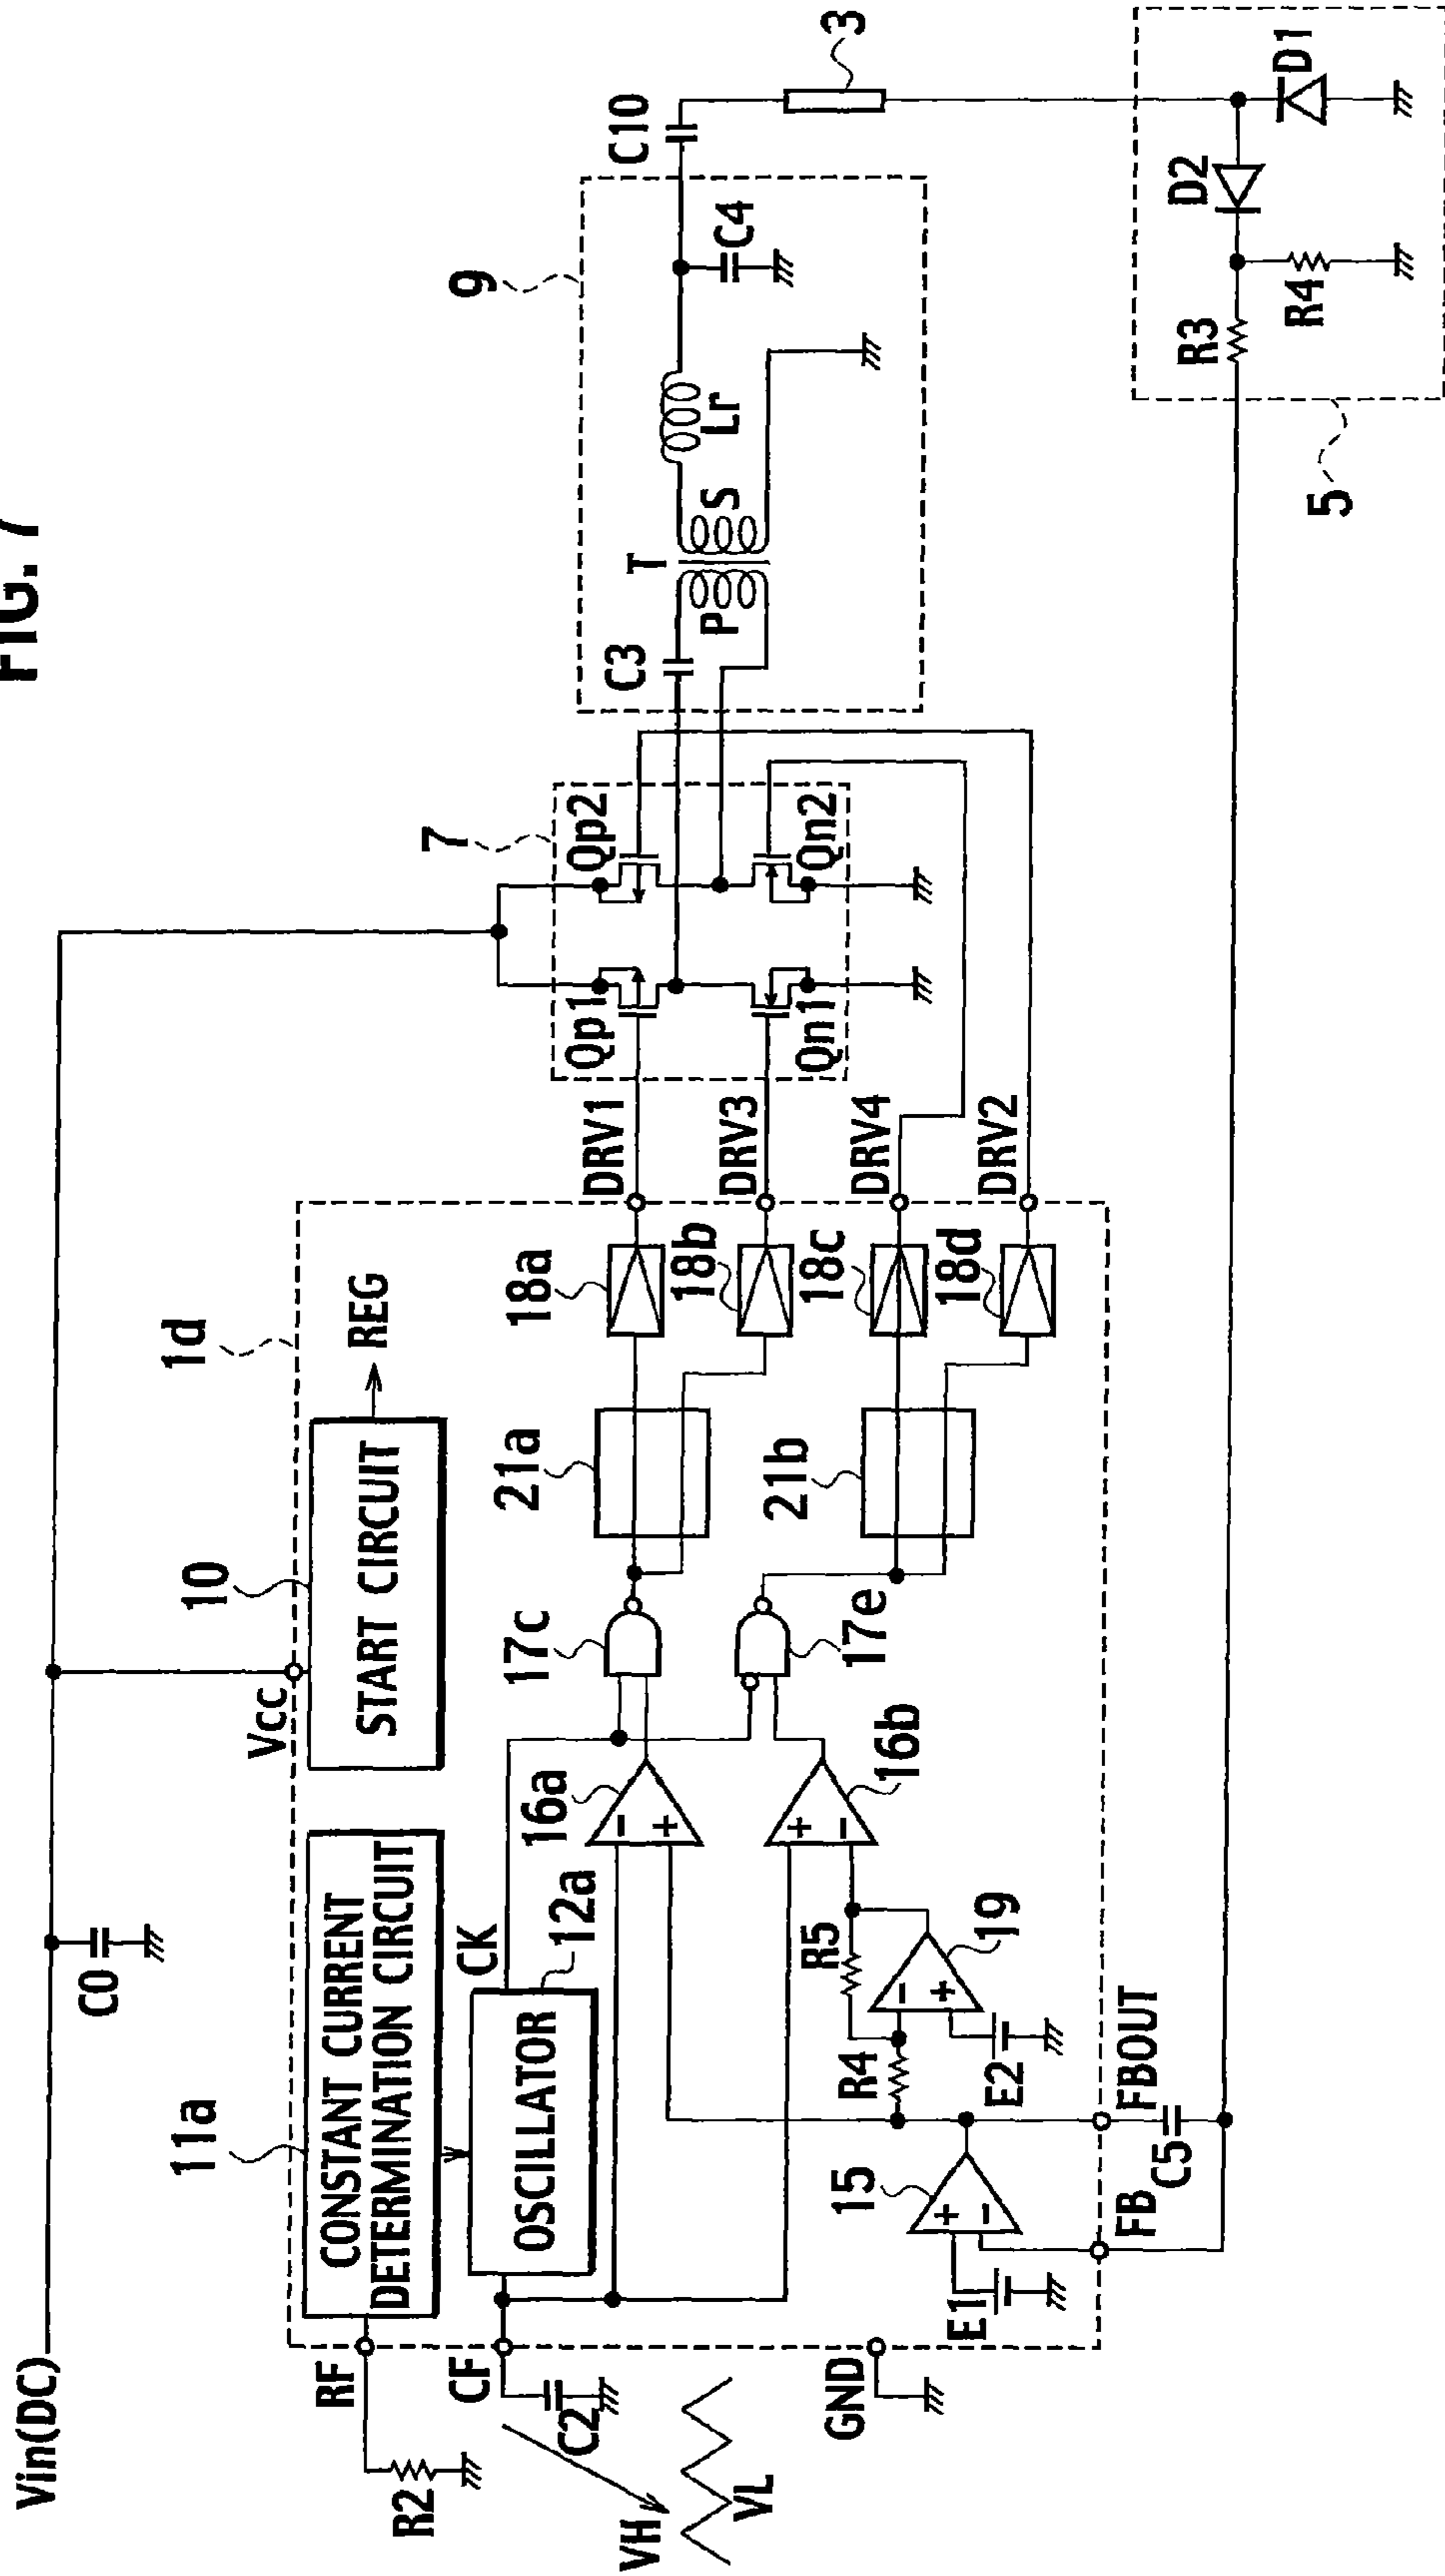 FIG. 7
Vin(DC)
C0
Vcc
10
START CIRCUIT
REG
1d
11a
CONSTANT CURRENT
DETERMINATION CIRCUIT
RF
R2
CF
C2
VH
VL
GND
OSCILLATOR
CK
12a
16a
-
+
16b
+
-
17c
17e
21a
21b
18a
18b
18c
18d
DRV1
DRV3
DRV4
DRV2
R5
R4
19
-
+
E2
15
+
-
E1
FB
FBOUT
C5
7
Qp1
Qp2
Qn1
Qn2
9
C3
T
P
S
Lr
C4
C10
3
5
R3
R4
D2
D1